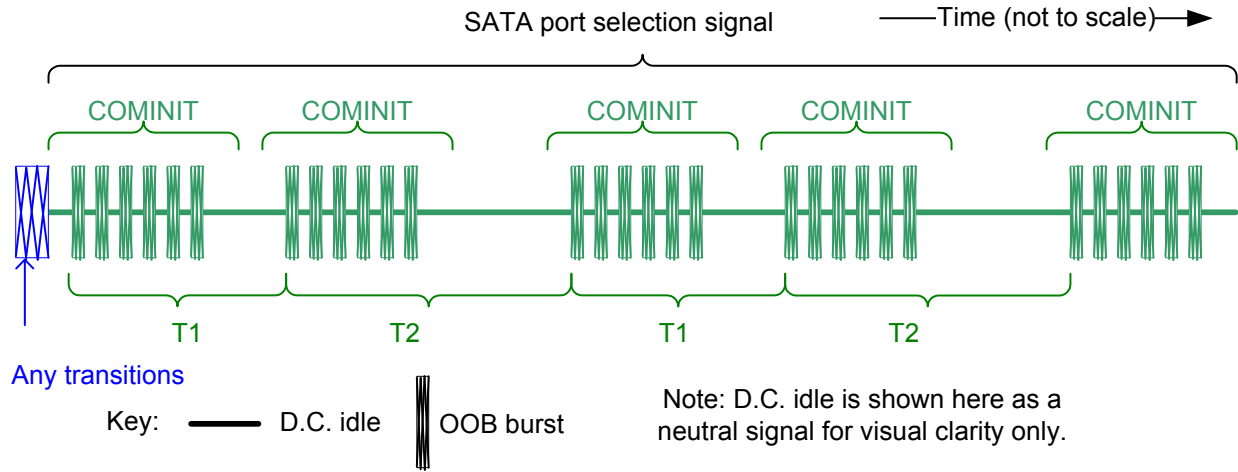 SATA port selection signal
Time (not to scale)
COMINIT COMINIT COMINIT COMINIT COMINIT
T1 T2 T1 T2
Any transitions
Key: D.C. idle OOB burst
Note: D.C. idle is shown here as a
neutral signal for visual clarity only.